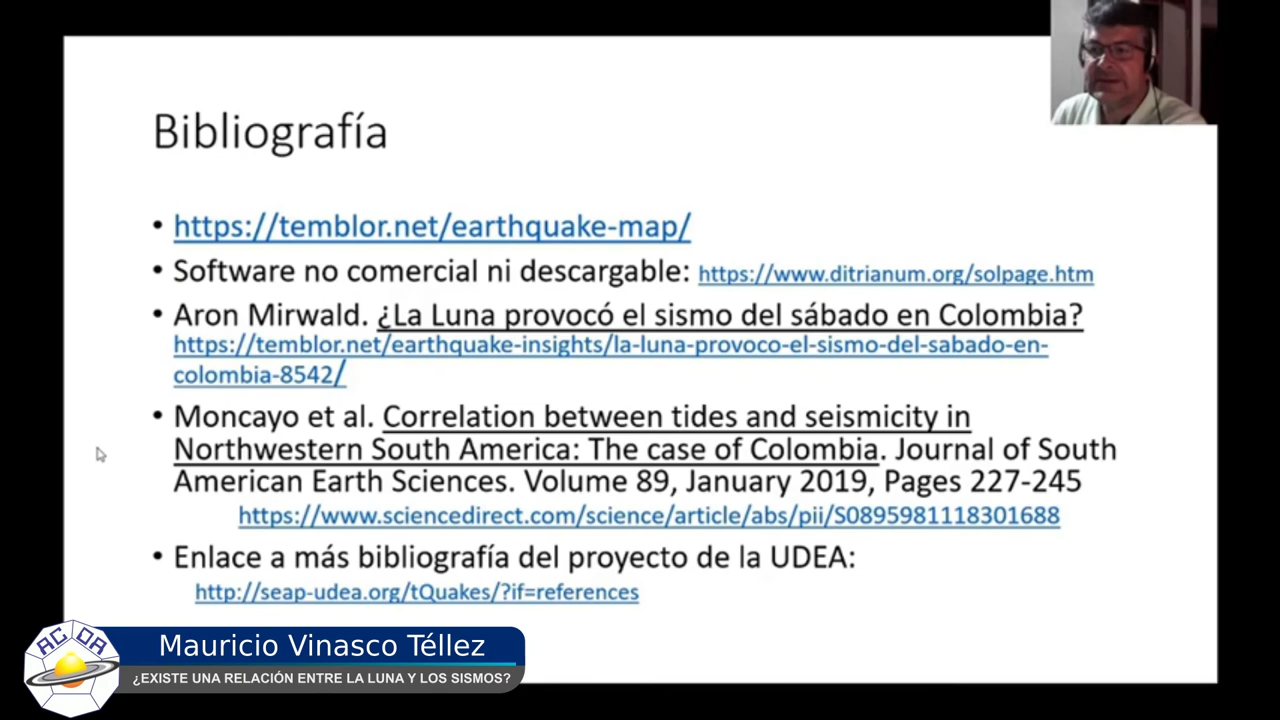 Bibliografía
• https://temblor.net/earthquake-map/
• Software no comercial ni descargable: https://www.ditrianum.org/solpage.htm
• Aron Mirwald. ¿La Luna provocó el sismo del sábado en Colombia?
https://temblor.net/earthquake-insights/la-luna-provoco-el-sismo-del-sabado-en-
colombia-8542/
• Moncayo et al. Correlation between tides and seismicity in
Northwestern South America: The case of Colombia. Journal of South
American Earth Sciences. Volume 89, January 2019, Pages 227-245
https://www.sciencedirect.com/science/article/abs/pii/S0895981118301688
• Enlace a más bibliografía del proyecto de la UDEA:
http://seap-udea.org/tQuakes/?if=references
ACDA
Mauricio Vinasco Téllez
¿EXISTE UNA RELACIÓN ENTRE LA LUNA Y LOS SISMOS?